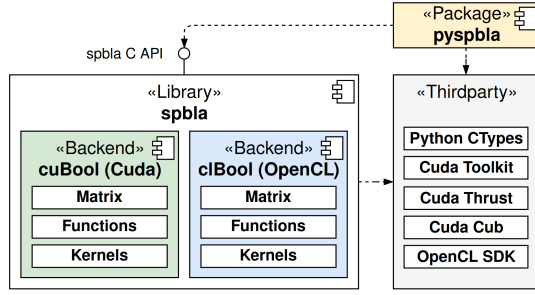 «Package»
pyspbla
spbla C API
«Library»
spbla
«Backend»
cuBool (Cuda)
Matrix
Functions
Kernels
«Backend»
clBool (OpenCL)
Matrix
Functions
Kernels
«Thirdparty»
Python CTypes
Cuda Toolkit
Cuda Thrust
Cuda Cub
OpenCL SDK